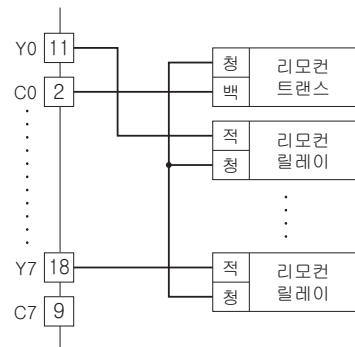 Y0 11
청 리모컨
C0 2 백 트랜스
적 리모컨
청 릴레이
Y7 18 적 리모컨
C7 9 청 릴레이